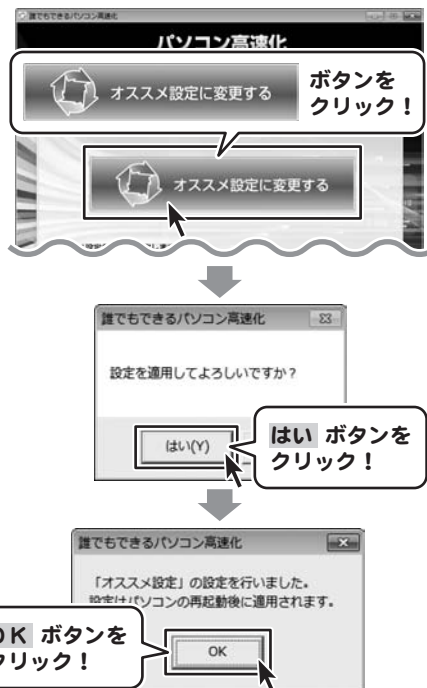 誰でもできるパソコン高速化
パソコン高速化
オススメ設定に変更する
ボタンを
クリック！
オススメ設定に変更する
誰でもできるパソコン高速化
設定を適用してよろしいですか？
はい(Y)
はい ボタンを
クリック！
誰でもできるパソコン高速化
「オススメ設定」の設定を行いました。
設定はパソコンの再起動後に適用されます。
OK ボタンを
クリック！
OK